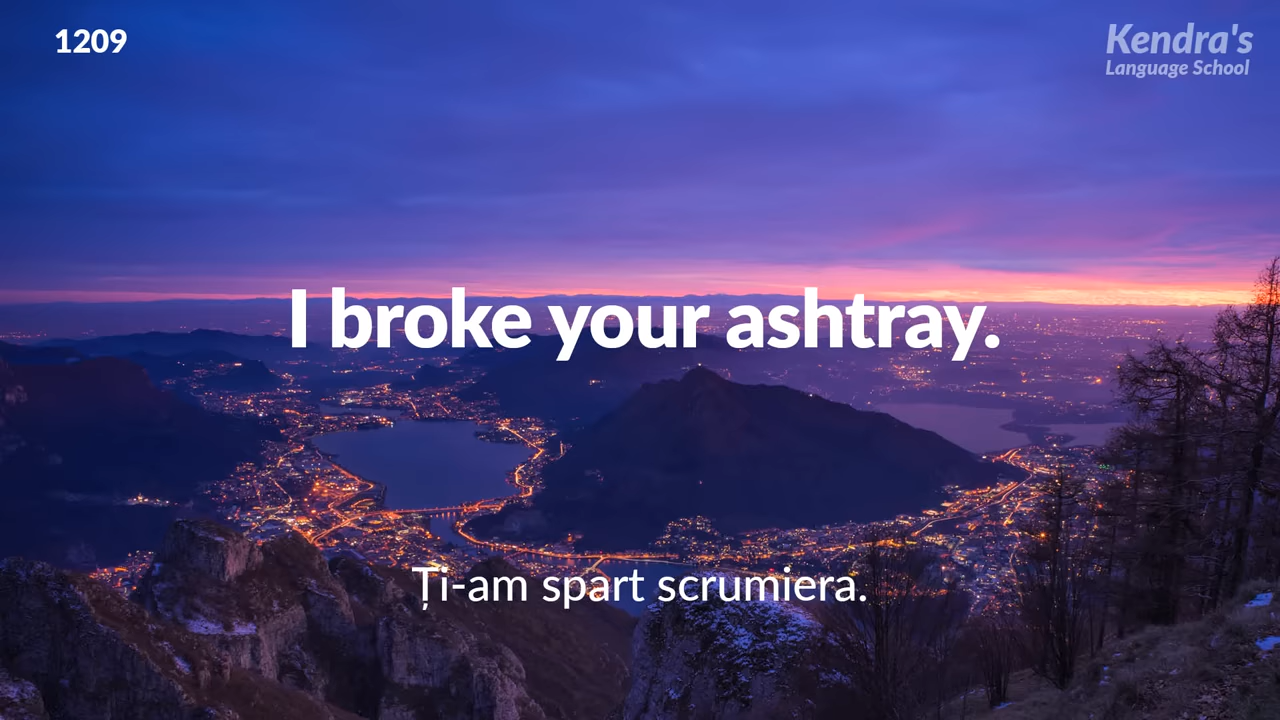 1209
Kendra's
Language School
I broke your ashtray.
Ți-am spart scrumiera.